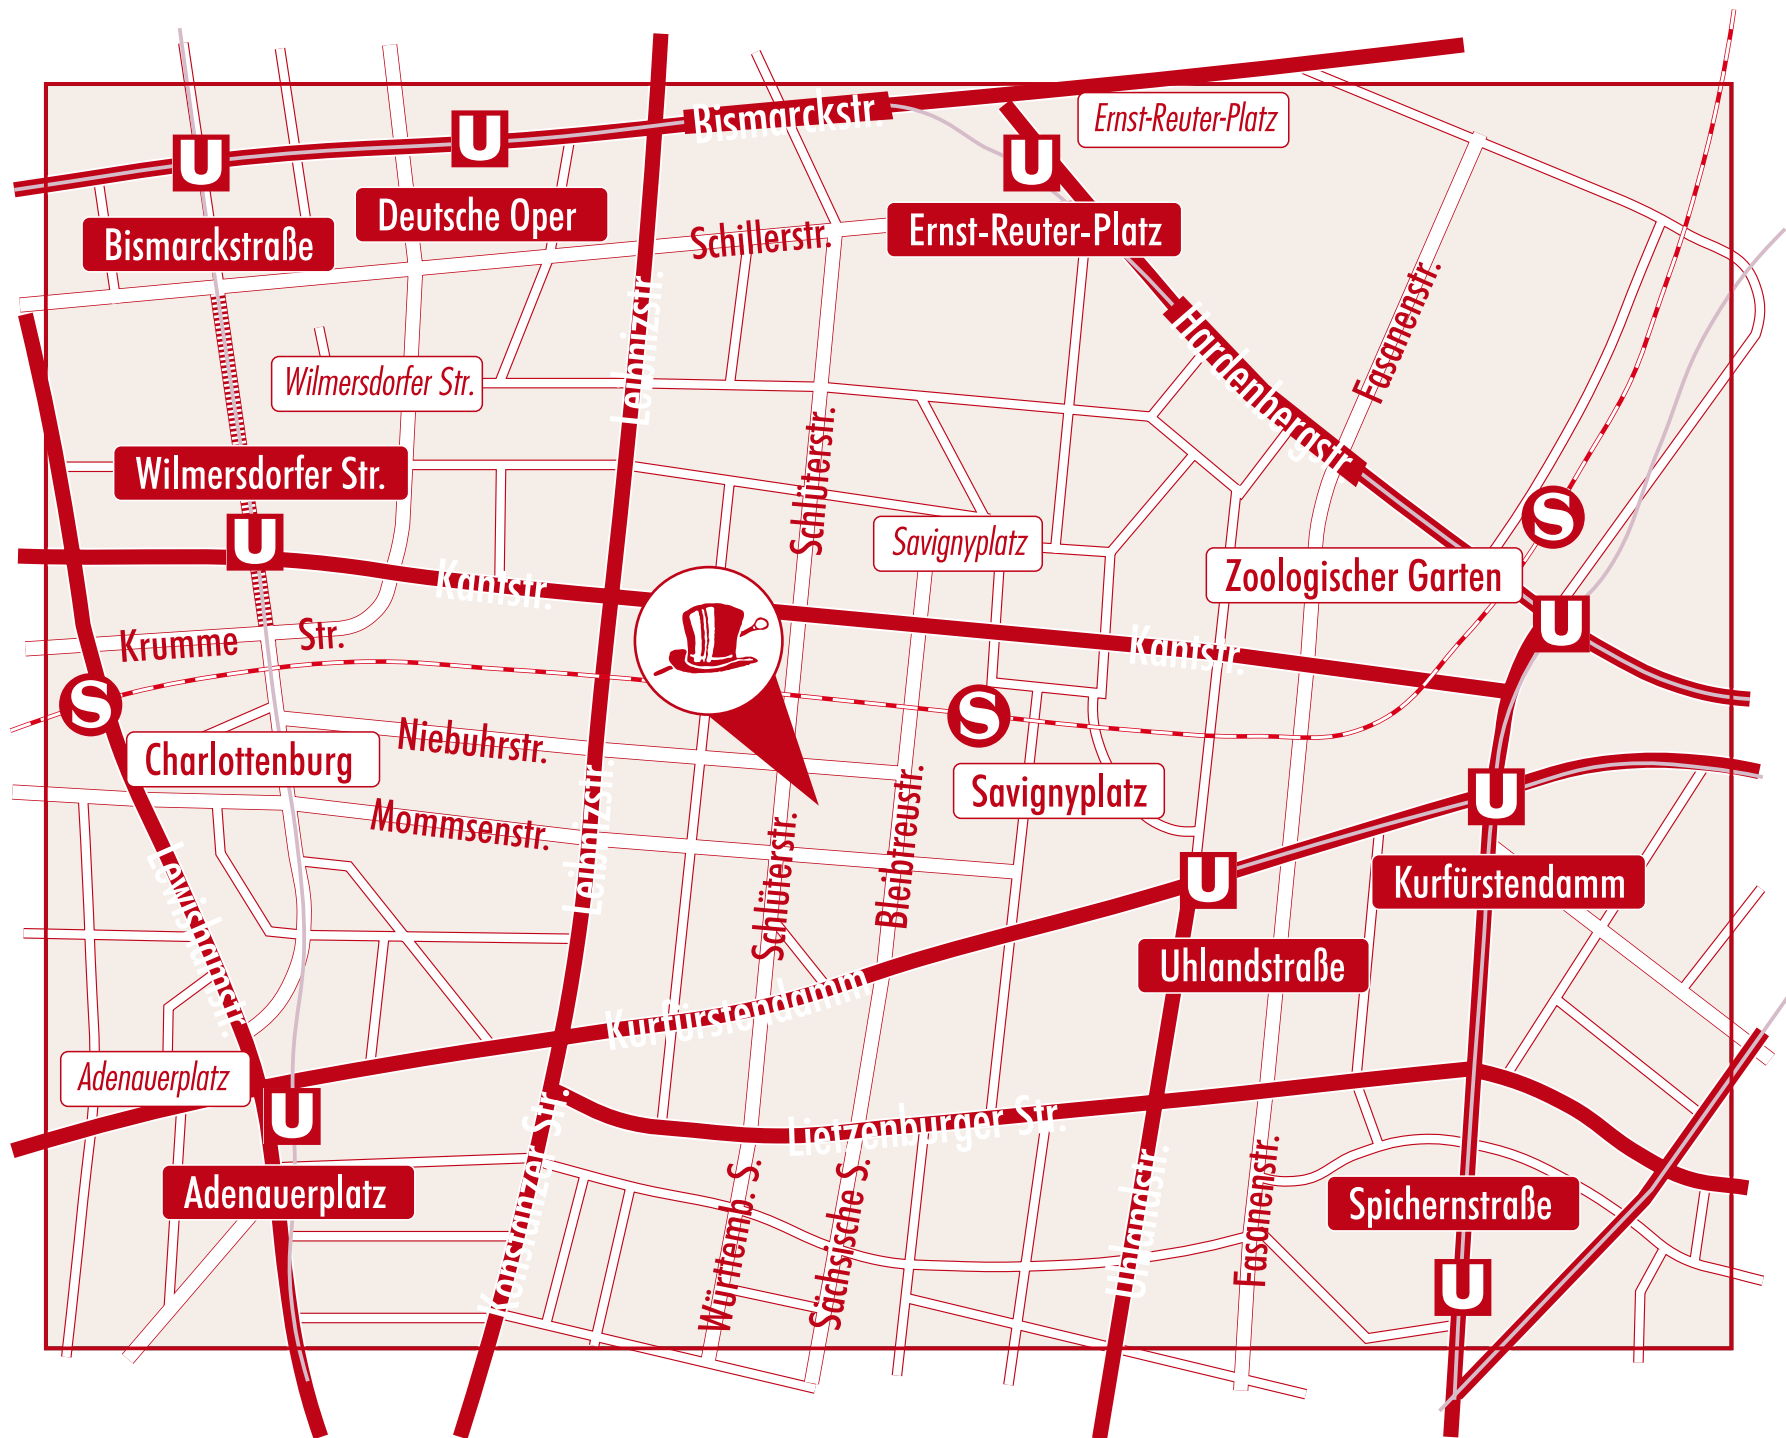 Bismarckstr.
Ernst-Reuter-Platz
U
U
U
Deutsche Oper
Bismarckstraße
Ernst-Reuter-Platz
Schillerstr.
Leibnizstr.
Hardenbergstr.
Fasanenstr.
Wilmersdorfer Str.
Wilmersdorfer Str.
Schlüterstr.
S
U
Savignyplatz
Zoologischer Garten
Kantstr.
U
Krumme Str.
Kantstr.
S
S
Niebuhrstr.
Charlottenburg
Savignyplatz
U
Mommsenstr.
Leibnizstr.
Schlüterstr.
Bleibtreustr.
U
Kurfürstendamm
Lewishamstr.
Uhlandstraße
Kurfürstendamm
Adenauerplatz
U
Lietzenburger Str.
Adenauerplatz
Konstanzer Str.
Württemb. S.
Sächsische S.
Uhlandstr.
Fasanenstr.
Spichernstraße
U